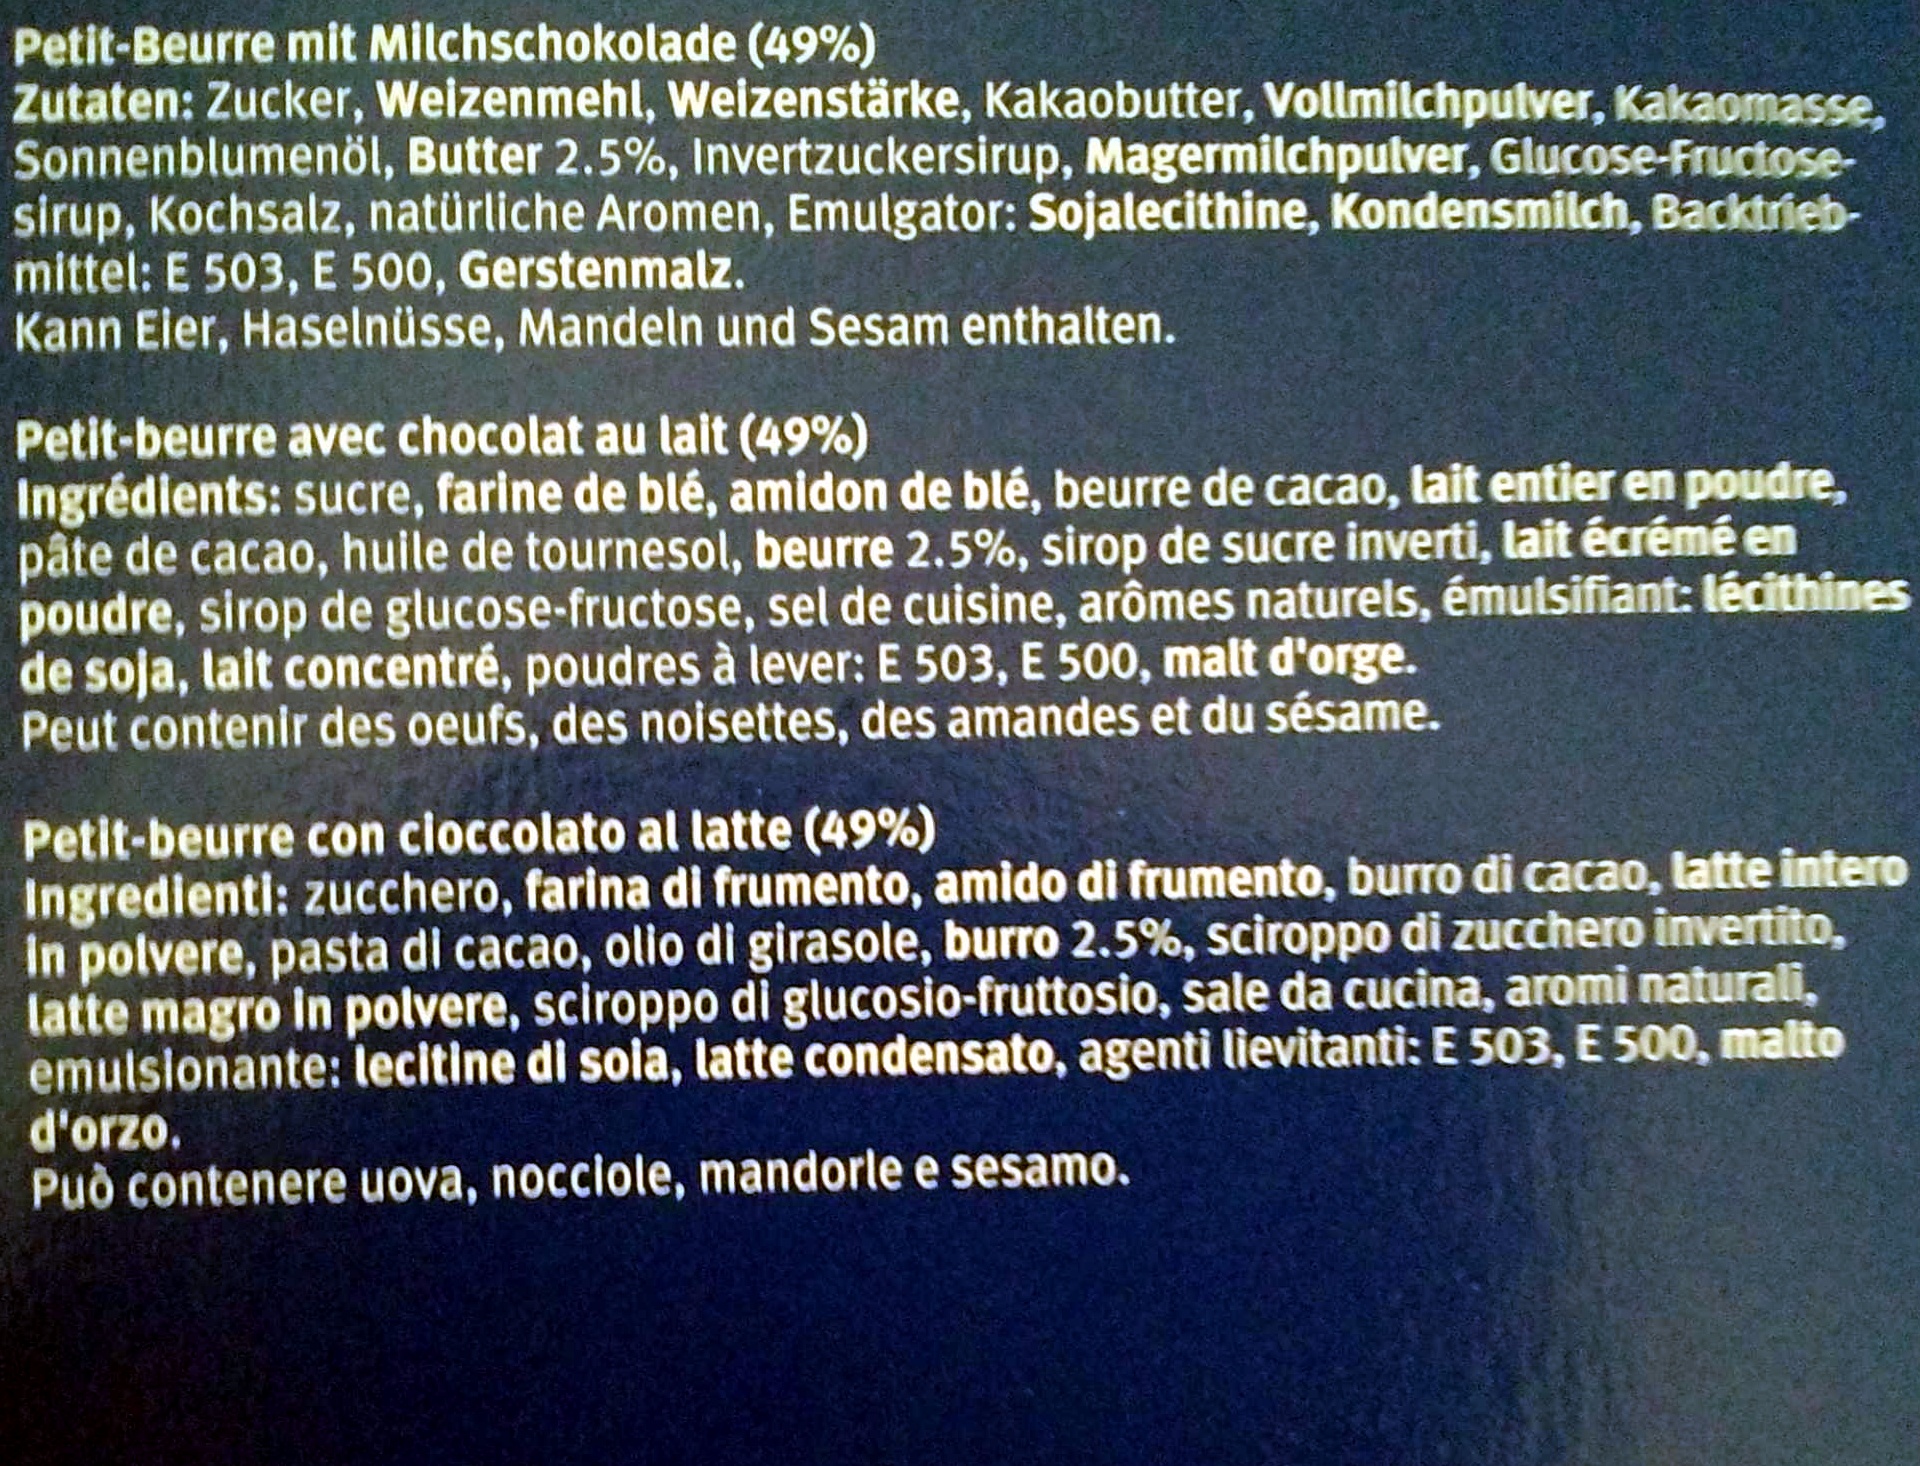 Petit-Beurre mit Milchschokolade (49%)
Zutaten: Zucker, Weizenmehl, Weizenstärke, Kakaobutter, Vollmilchpulver, Kakaomasse,
Sonnenblumenöl, Butter 2.5%, Invertzuckersirup, Magermilchpulver, Glucose-Fructose-
sirup, Kochsalz, natürliche Aromen, Emulgator: Sojalecithine, Kondensmilch, Backtrieb-
mittel: E 503, E 500, Gerstenmalz.
Kann Eier, Haselnüsse, Mandeln und Sesam enthalten.
Petit-beurre avec chocolat au lait (49%)
Ingrédients: sucre, farine de blé, amidon de blé, beurre de cacao, lait entier en poudre,
pâte de cacao, huile de tournesol, beurre 2.5%, sirop de sucre inverti, lait écrémé en
poudre, sirop de glucose-fructose, sel de cuisine, arômes naturels, émulsifiant: lécithines
de soja, lait concentré, poudres à lever: E 503, E 500, malt d'orge.
Peut contenir des oeufs, des noisettes, des amandes et du sésame.
Petit-beurre con cioccolato al latte (49%)
Ingredienti: zucchero, farina di frumento, amido di frumento, burro di cacao, latte intero
in polvere, pasta di cacao, olio di girasole, burro 2.5%, sciroppo di zucchero invertito,
latte magro in polvere, sciroppo di glucosio-fruttosio, sale da cucina, aromi naturali,
emulsionante: lecitine di soia, latte condensato, agenti lievitanti: E 503, E 500, malto
d'orzo.
Può contenere uova, nocciole, mandorle e sesamo.